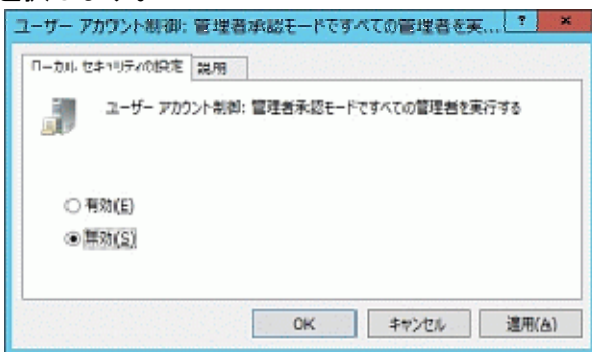 ユーザー アカウント制御: 管理者承認モードですべての管理者を実... ?
ローカル セキュリティの設定 説明
ユーザー アカウント制御: 管理者承認モードですべての管理者を実行する
有効(E)
無効(S)
OK キャンセル 適用(A)